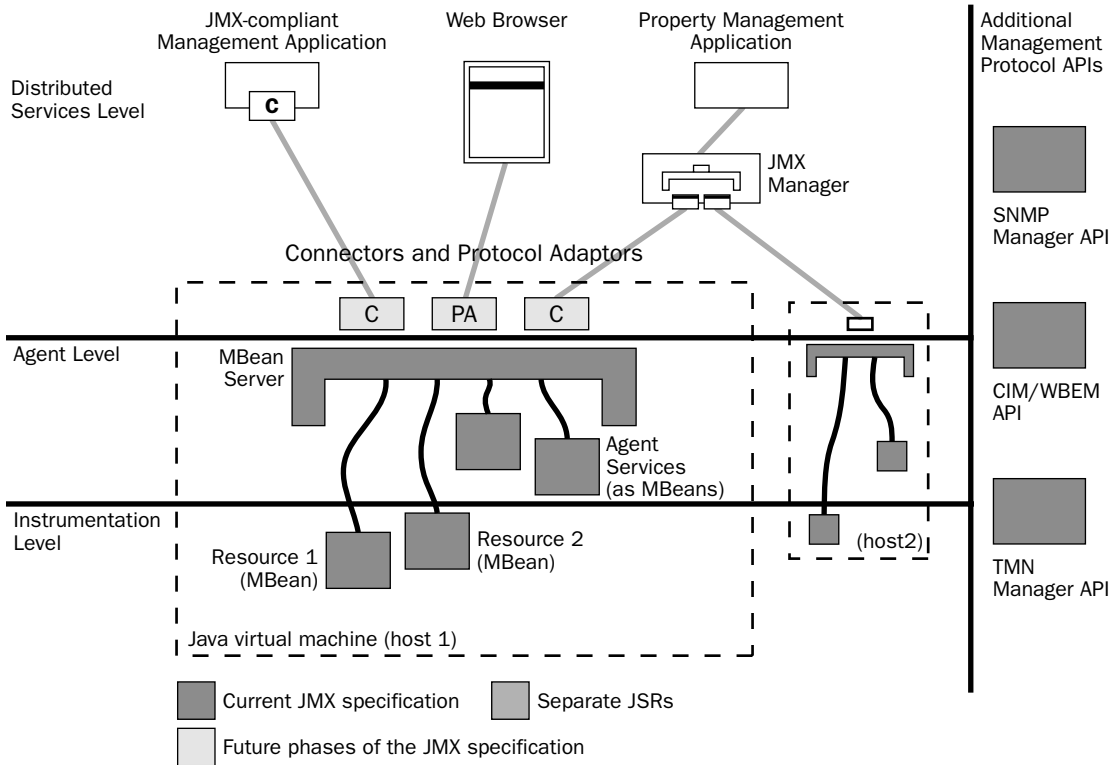 JMX-compliant
Management Application
Web Browser
Property Management
Application
Additional
Management
Protocol APIs
Distributed
Services Level
C
JMX
Manager
SNMP
Manager API
Connectors and Protocol Adaptors
C
PA
C
Agent Level
MBean
Server
CIM/WBEM
API
Agent
Services
(as MBeans)
Instrumentation
Level
Resource 1
(MBean)
Resource 2
(MBean)
(host2)
TMN
Manager API
Java virtual machine (host 1)
Current JMX specification
Separate JSRs
Future phases of the JMX specification